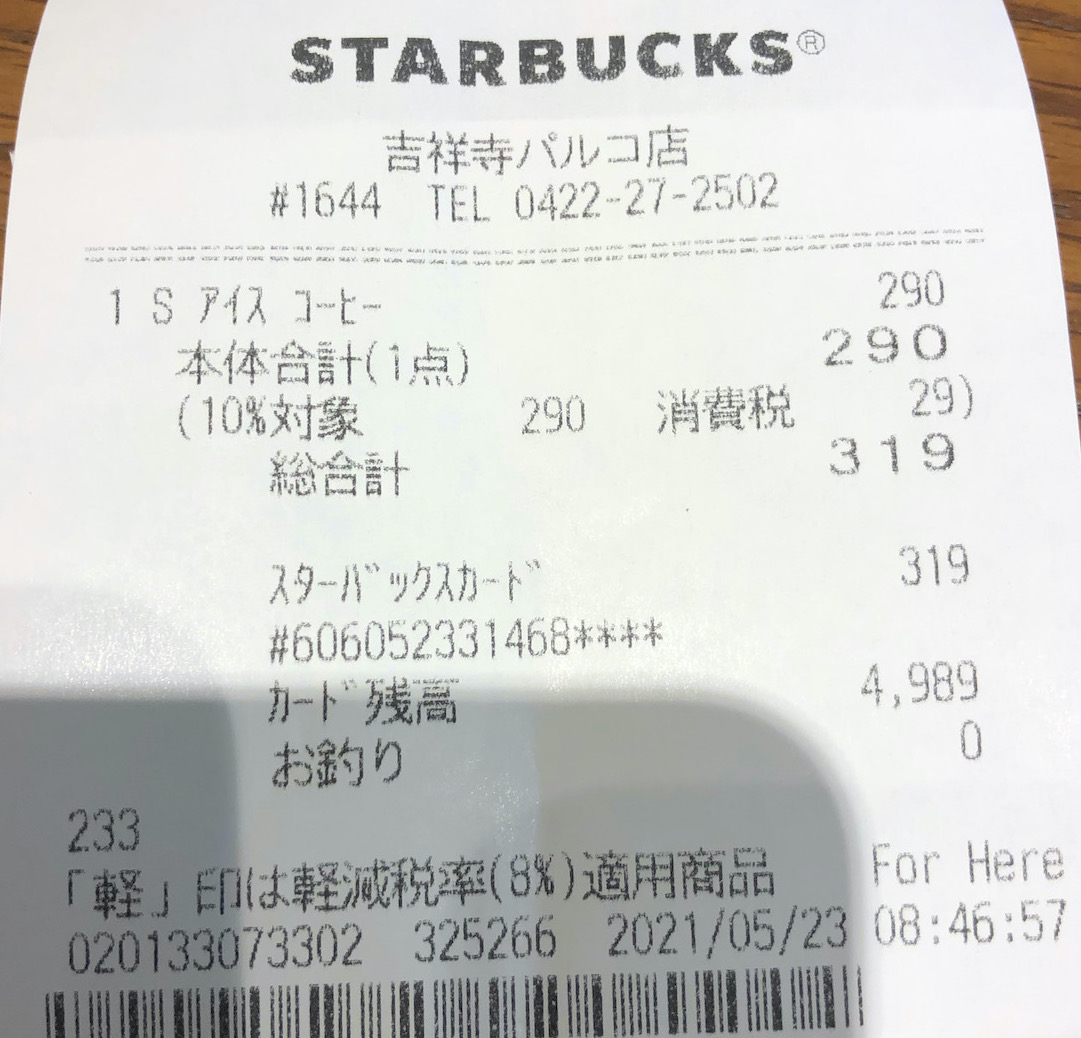 STARBUCKS®
吉祥寺パルコ店
#1644 TEL 0422-27-2502
1 S アイス コーヒー 290
本体合計(1点) 290
(10%対象 290 消費税 29)
総合計 319
スターバックスカード 319
#606052331468****
カード残高 4,989
お釣り 0
233
「軽」印は軽減税率(8%)適用商品 For Here
020133073302 325266 2021/05/23 08:46:57